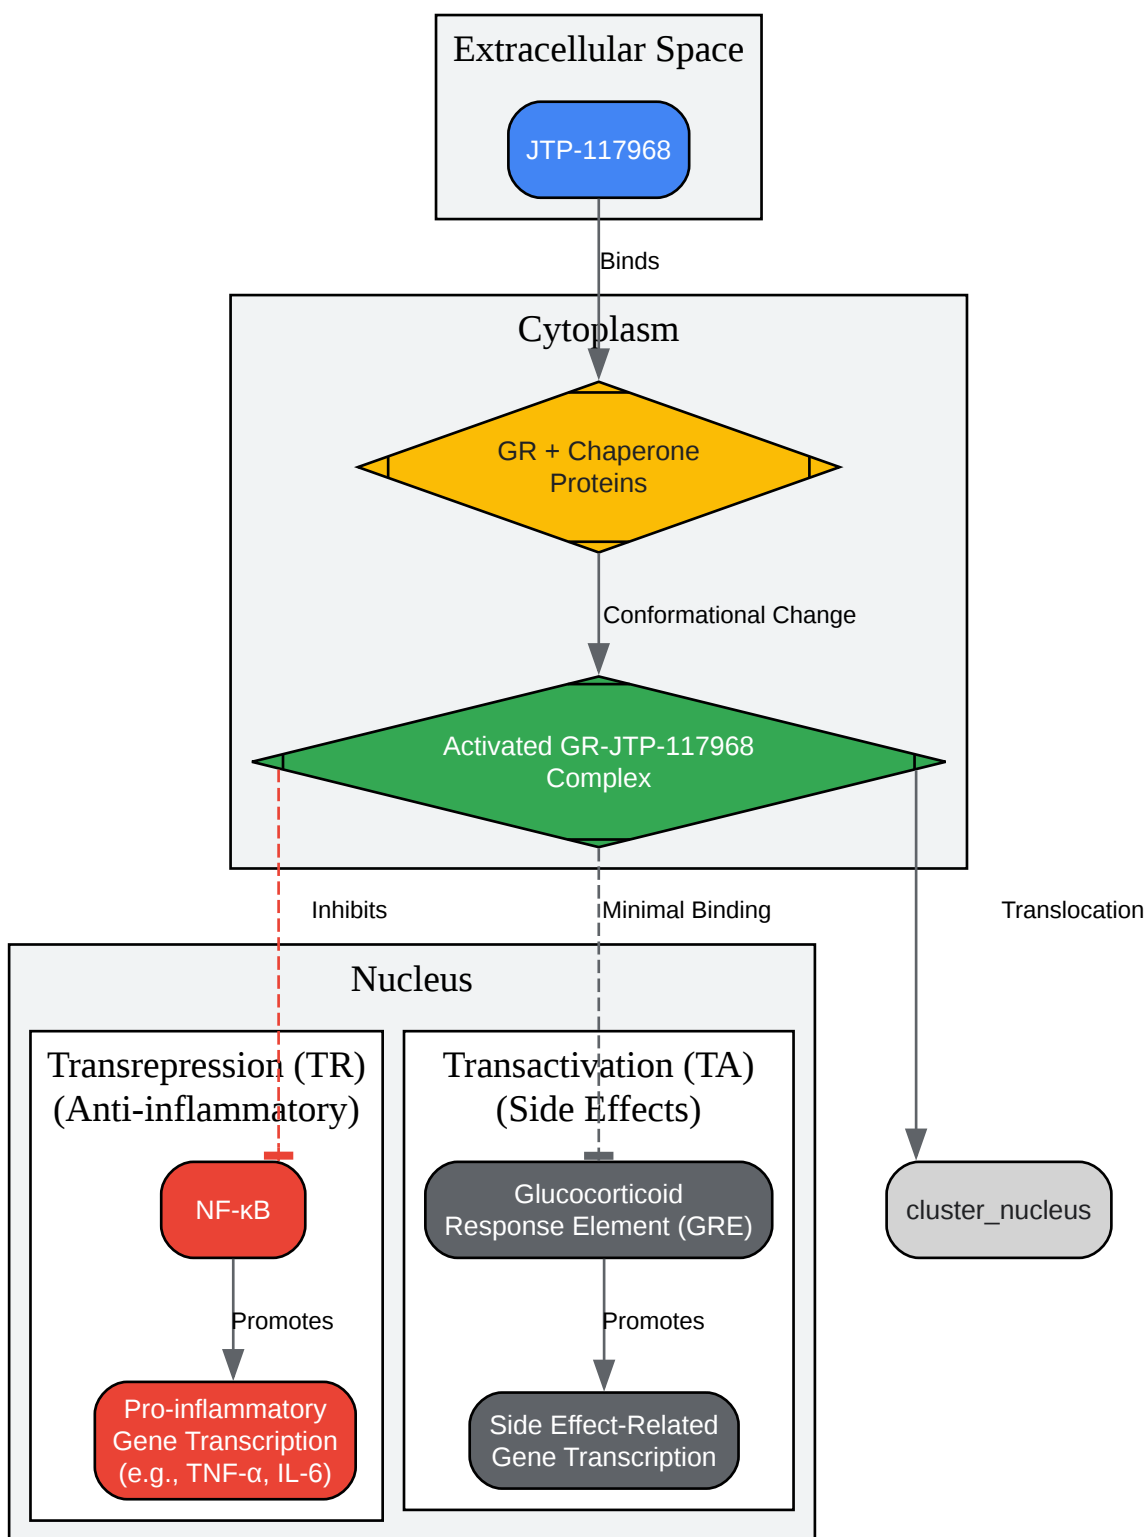 Extracellular Space
JTP-117968
Binds
Cytoplasm
GR + Chaperone
Proteins
Conformational Change
Activated GR-JTP-117968
Complex
Inhibits
Minimal Binding
Translocation
Nucleus
Transrepression (TR)
(Anti-inflammatory)
Transactivation (TA)
(Side Effects)
NF-κB
Glucocorticoid
Response Element (GRE)
cluster_nucleus
Promotes
Promotes
Pro-inflammatory
Gene Transcription
(e.g., TNF-α, IL-6)
Side Effect-Related
Gene Transcription